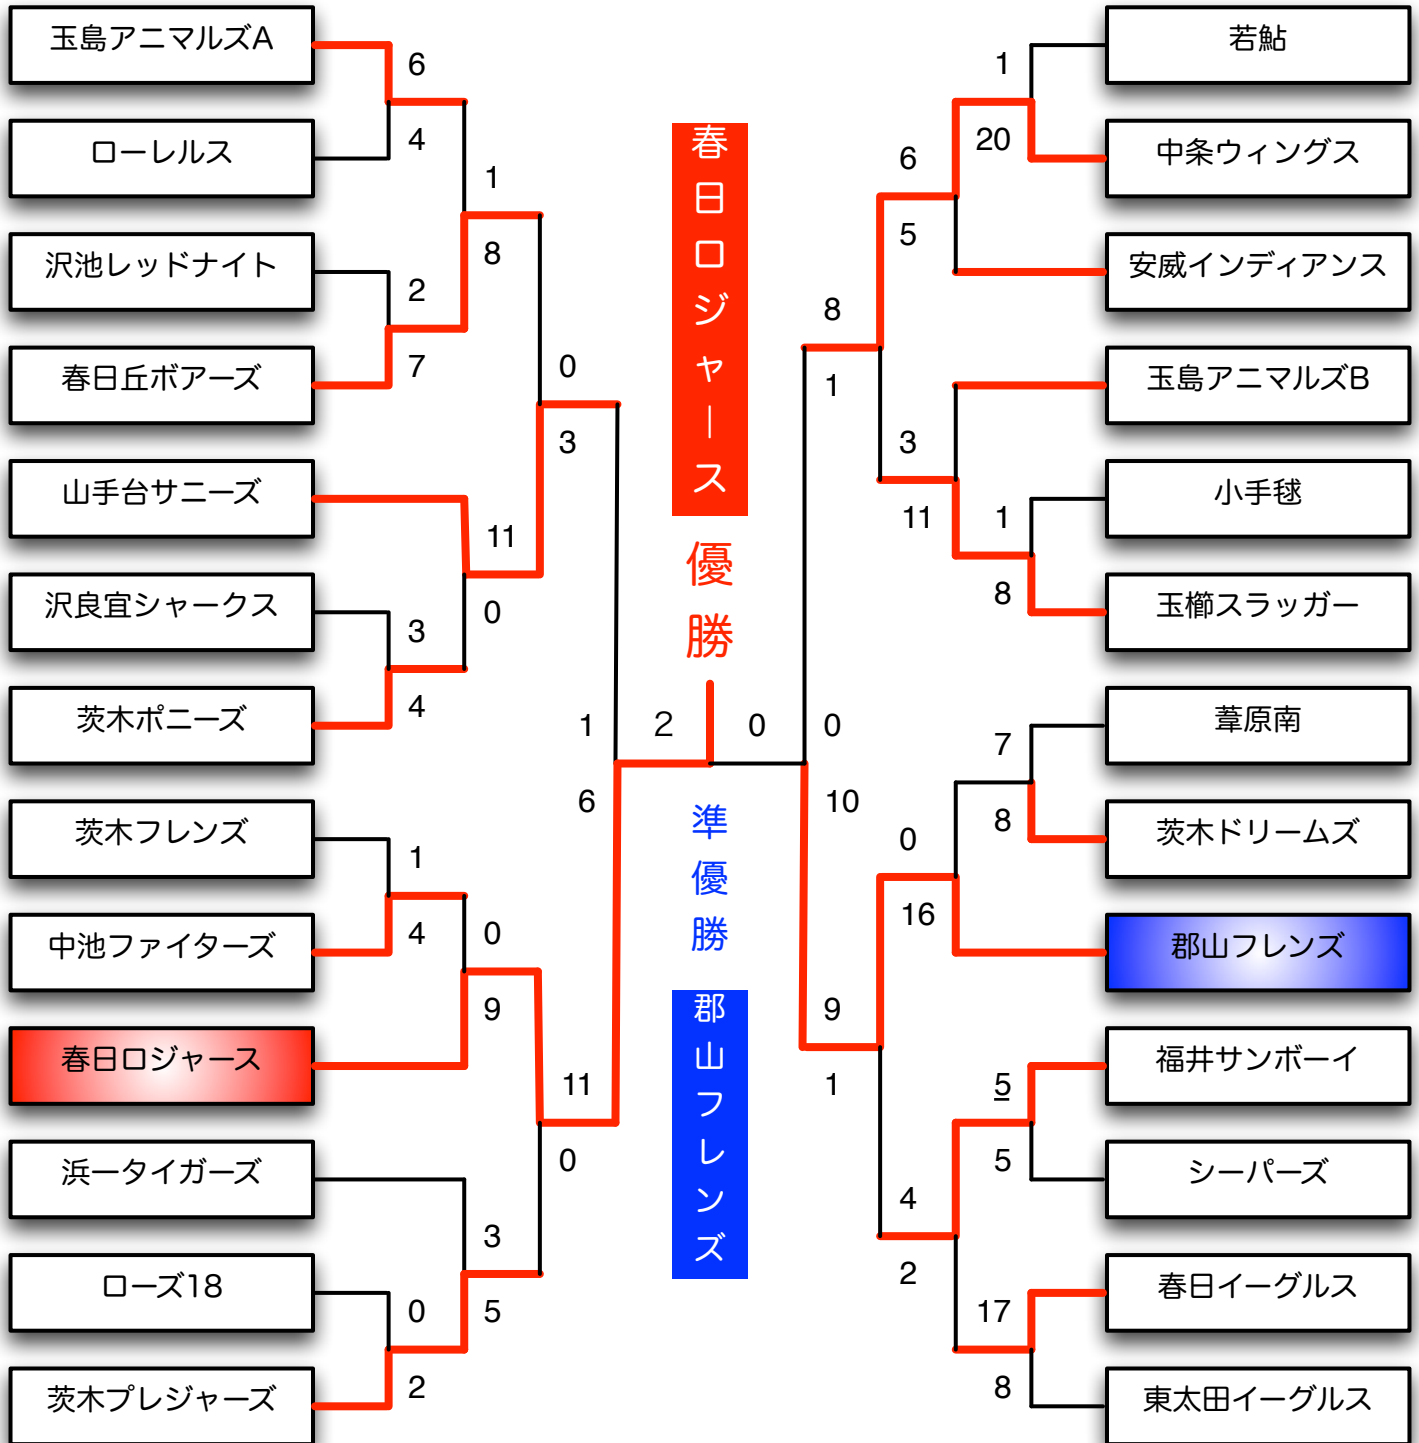 玉島アニマルズA
ローレルス
沢池レッドナイト
春日丘ボアーズ
山手台サニーズ
沢良宜シャークス
茨木ポニーズ
茨木フレンズ
中池ファイターズ
春日ロジャース
浜一タイガーズ
ローズ18
茨木プレジャーズ
6
4
2
7
3
4
1
4
0
2
1
8
11
0
0
9
3
5
0
3
11
0
1
6
2
0
春日ロジャース
優勝
準優勝
郡山フレンズ
0
10
8
1
9
1
6
5
3
11
0
16
4
2
1
20
1
8
7
8
5
5
17
8
若鮎
中条ウィングス
安威インディアンス
玉島アニマルズB
小手毬
玉櫛スラッガー
葦原南
茨木ドリームズ
郡山フレンズ
福井サンボーイ
シーパーズ
春日イーグルス
東太田イーグルス